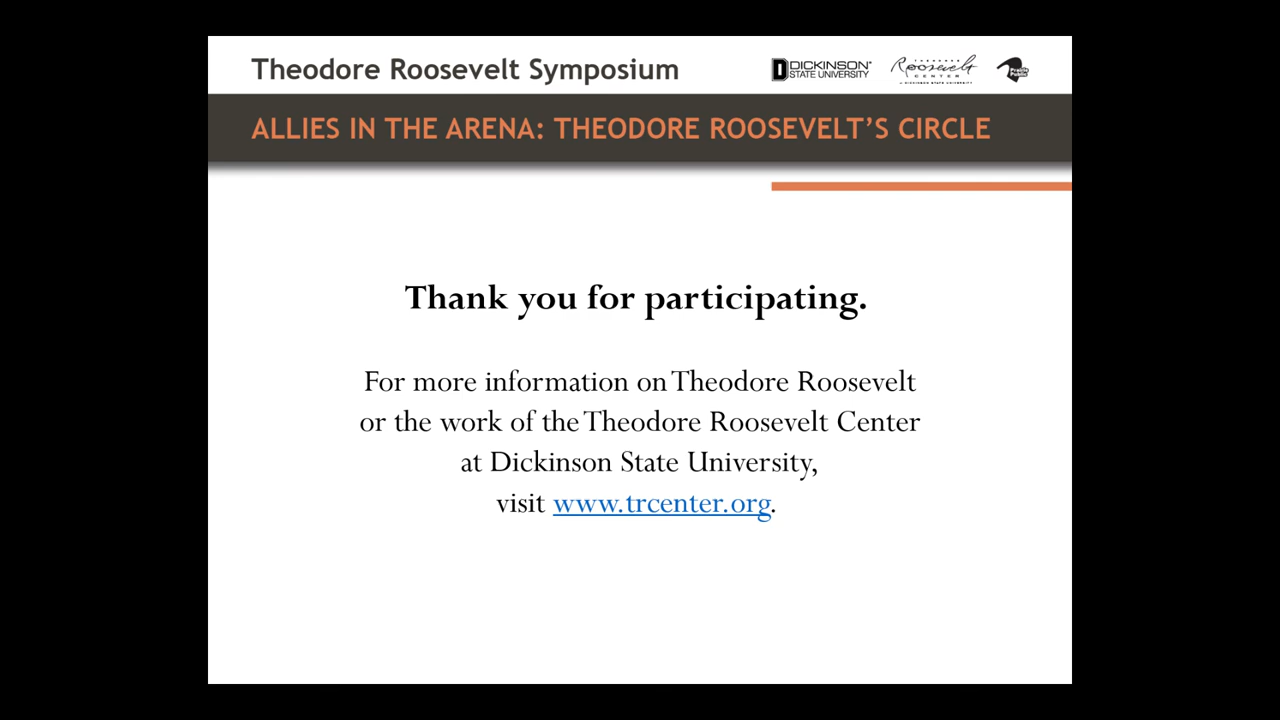 Theodore Roosevelt Symposium
DICKINSON
STATE UNIVERSITY
THEODORE
Roosevelt
CENTER
ALLIES IN THE ARENA: THEODORE ROOSEVELT’S CIRCLE
Thank you for participating.
For more information on Theodore Roosevelt
or the work of the Theodore Roosevelt Center
at Dickinson State University,
visit www.trcenter.org.